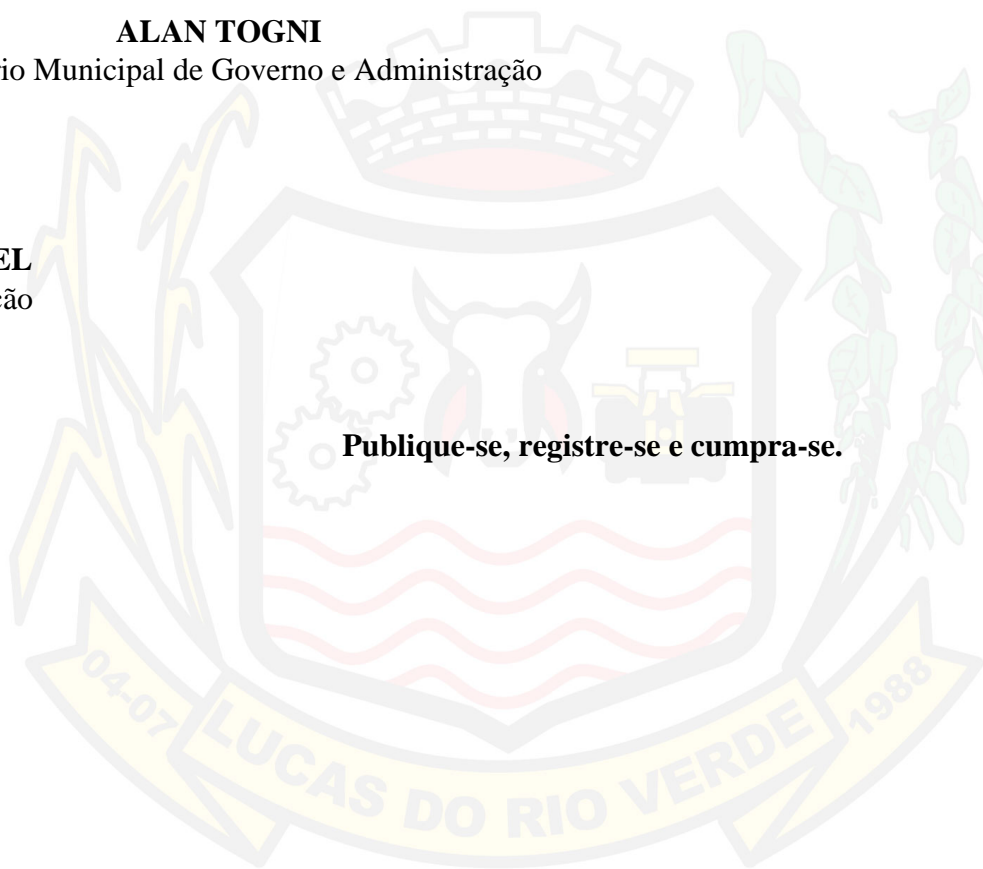 ALAN TOGNI
rio Municipal de Governo e Administração
EL
ção
Publique-se, registre-se e cumpra-se.
04-07 LUCAS DO RIO VERDE 1988